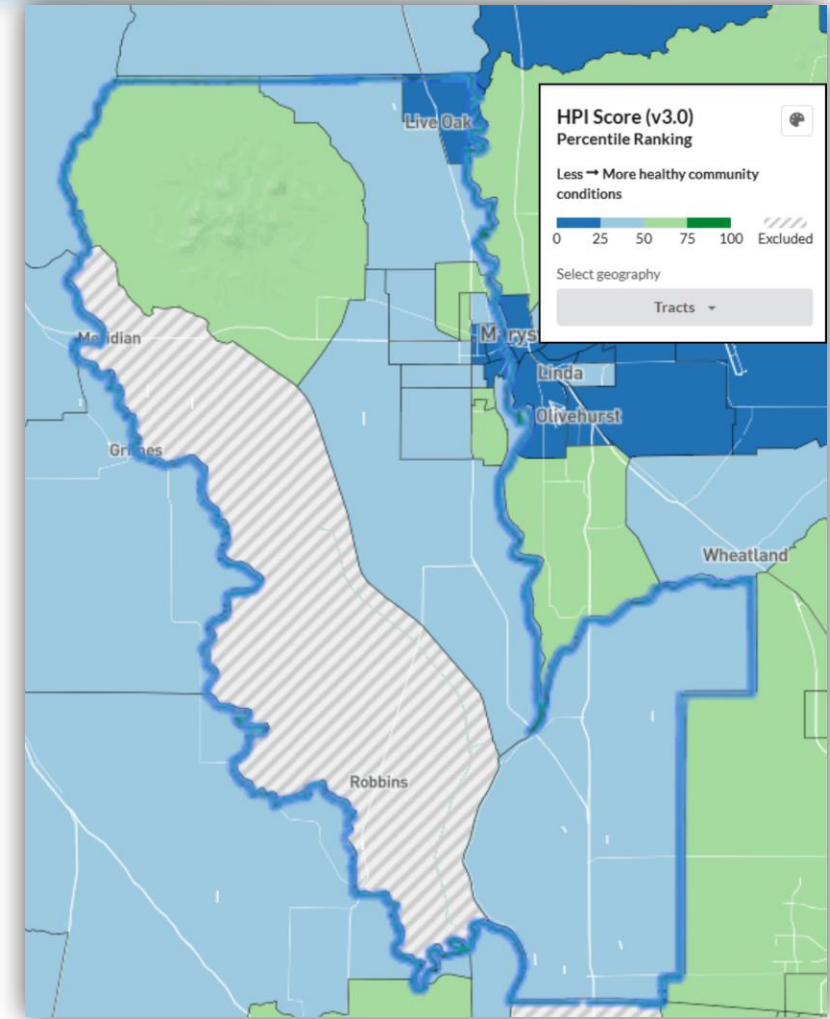 HPI Score (v3.0)
Percentile Ranking
Less → More healthy community
conditions
0 25 50 75 100 Excluded
Select geography
Tracts
Live Oak
Linda
Olivehurst
Wheatland
Robbins